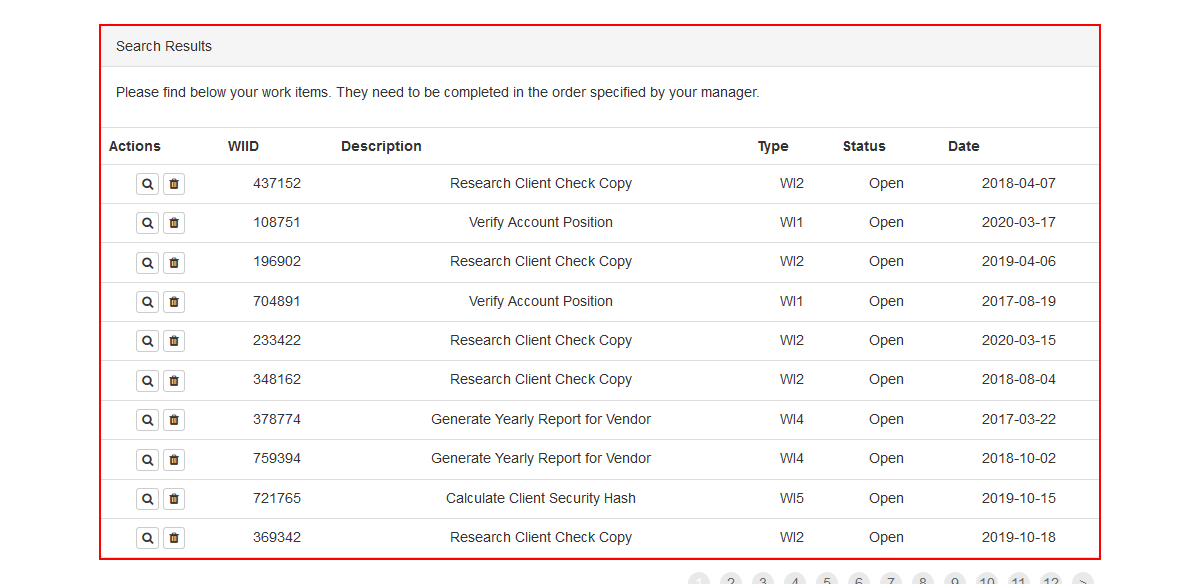 Search Results
Please find below your work items. They need to be completed in the order specified by your manager.
Actions WIID Description Type Status Date
437152 Research Client Check Copy WI2 Open 2018-04-07
108751 Verify Account Position WI1 Open 2020-03-17
196902 Research Client Check Copy WI2 Open 2019-04-06
704891 Verify Account Position WI1 Open 2017-08-19
233422 Research Client Check Copy WI2 Open 2020-03-15
348162 Research Client Check Copy WI2 Open 2018-08-04
378774 Generate Yearly Report for Vendor WI4 Open 2017-03-22
759394 Generate Yearly Report for Vendor WI4 Open 2018-10-02
721765 Calculate Client Security Hash WI5 Open 2019-10-15
369342 Research Client Check Copy WI2 Open 2019-10-18
1 2 3 4 5 6 7 8 9 10 11 12 >